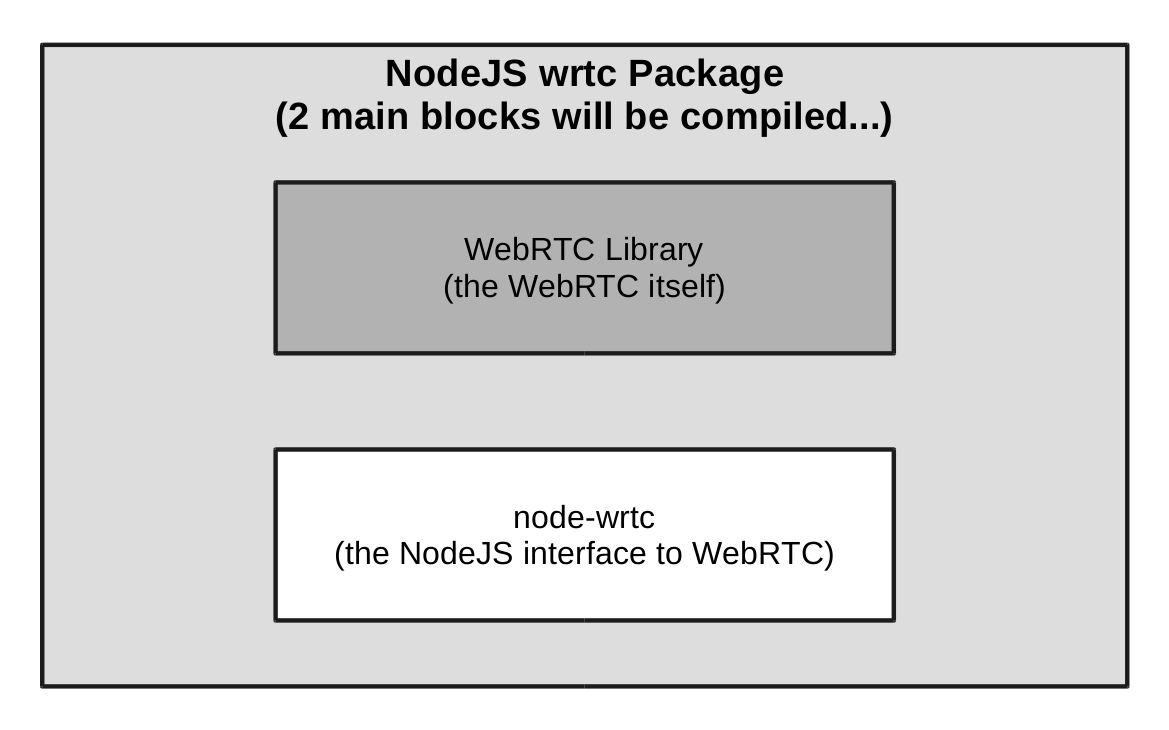 NodeJS wrtc Package
(2 main blocks will be compiled...)
WebRTC Library
(the WebRTC itself)
node-wrtc
(the NodeJS interface to WebRTC)